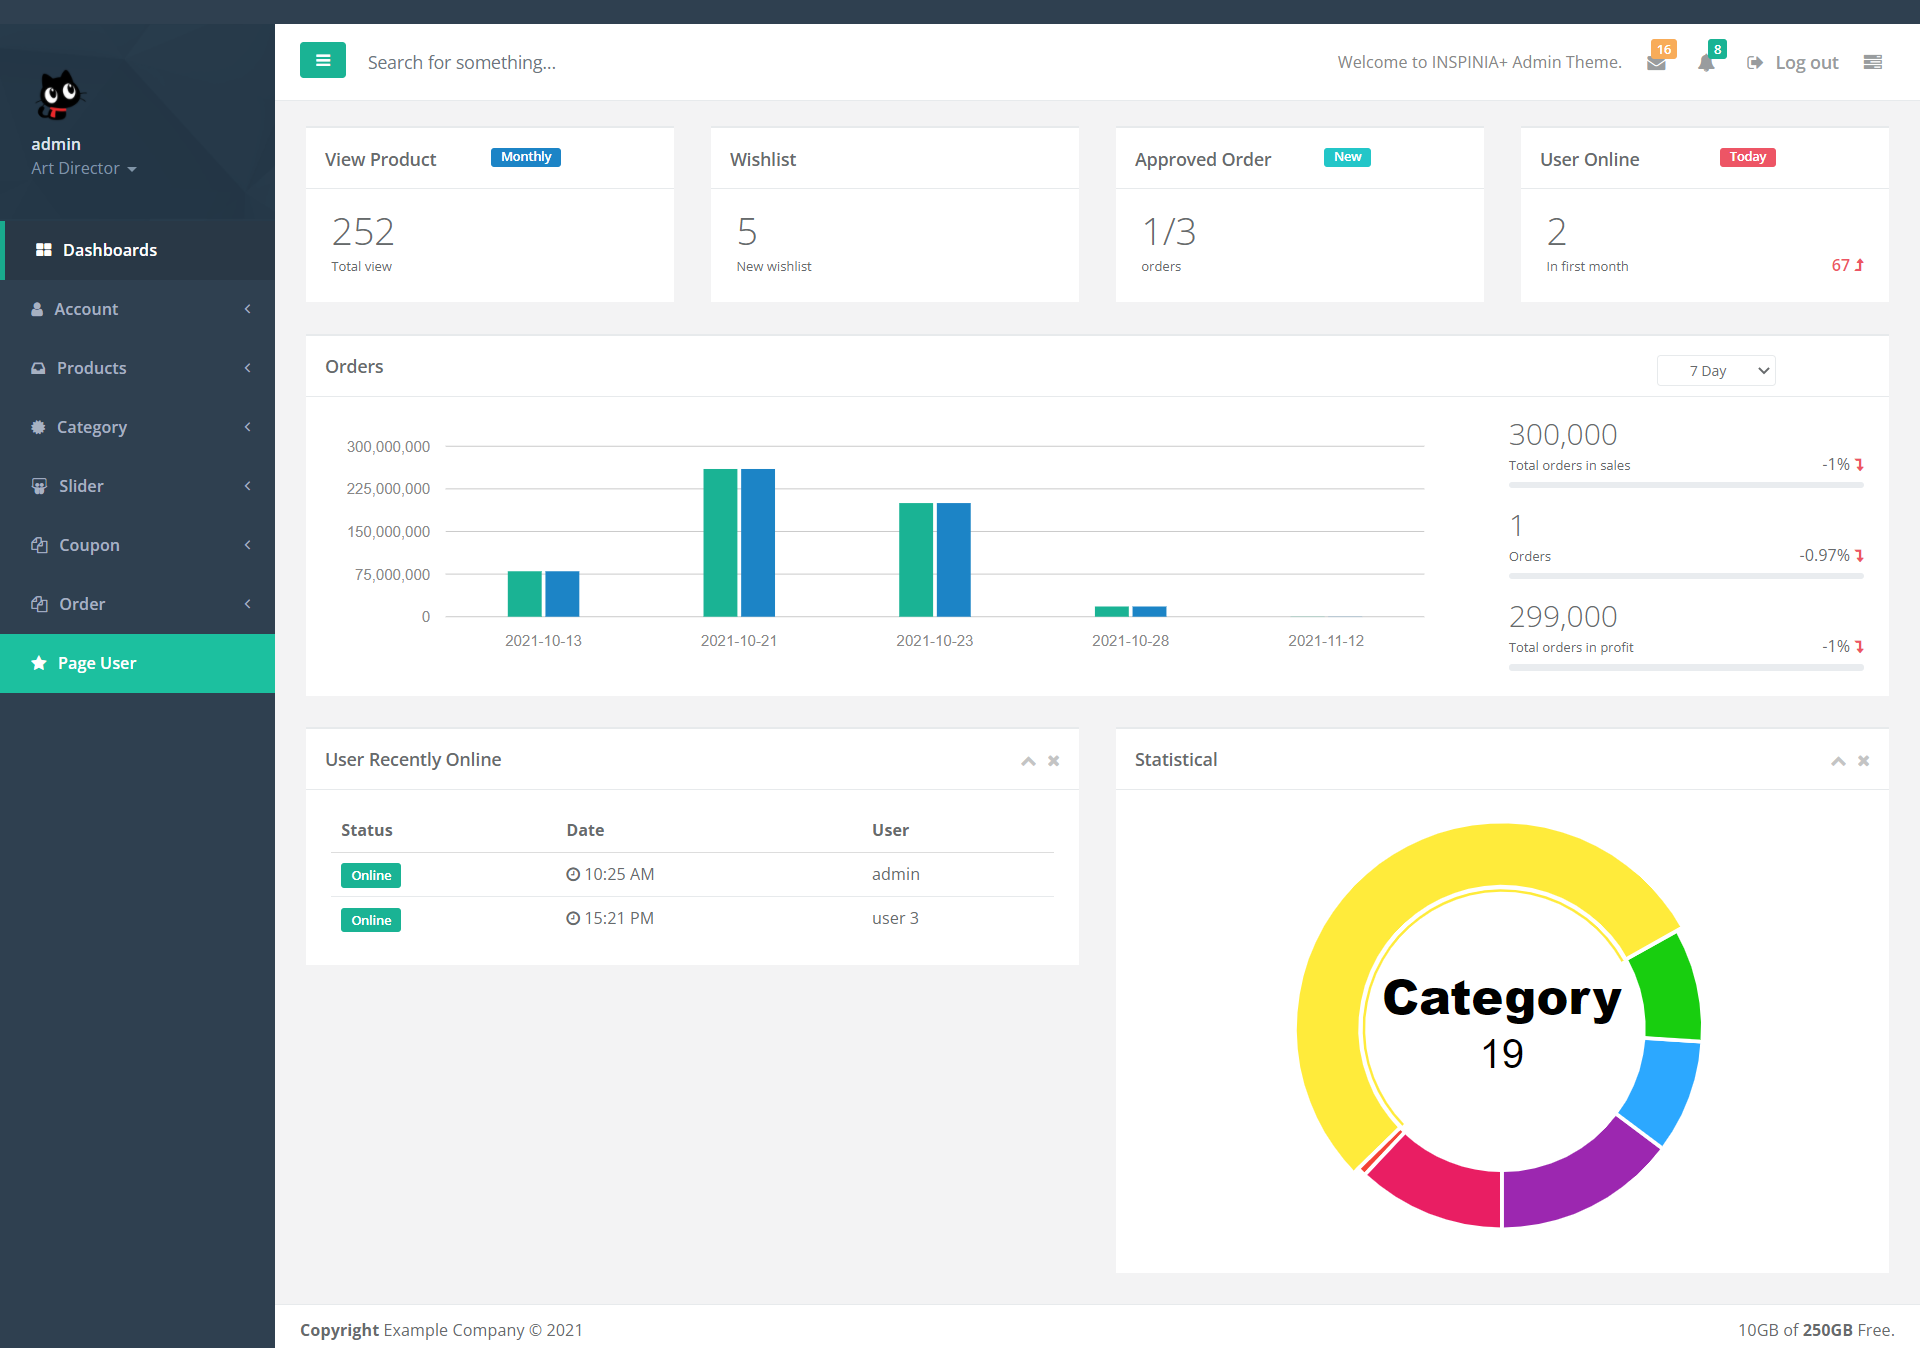 admin
Art Director
Dashboards
Account
Products
Category
Slider
Coupon
Order
Page User
Search for something...
Welcome to INSPINIA+ Admin Theme.
16
8
Log out
View Product
Monthly
252
Total view
Wishlist
5
New wishlist
Approved Order
New
1/3
orders
User Online
Today
2
In first month
67
Orders
7 Day
300,000,000
225,000,000
150,000,000
75,000,000
0
2021-10-13
2021-10-21
2021-10-23
2021-10-28
2021-11-12
300,000
Total orders in sales
-1%
1
Orders
-0.97%
299,000
Total orders in profit
-1%
User Recently Online
Status Date User
Online 10:25 AM admin
Online 15:21 PM user 3
Statistical
Category
19
Copyright Example Company © 2021
10GB of 250GB Free.